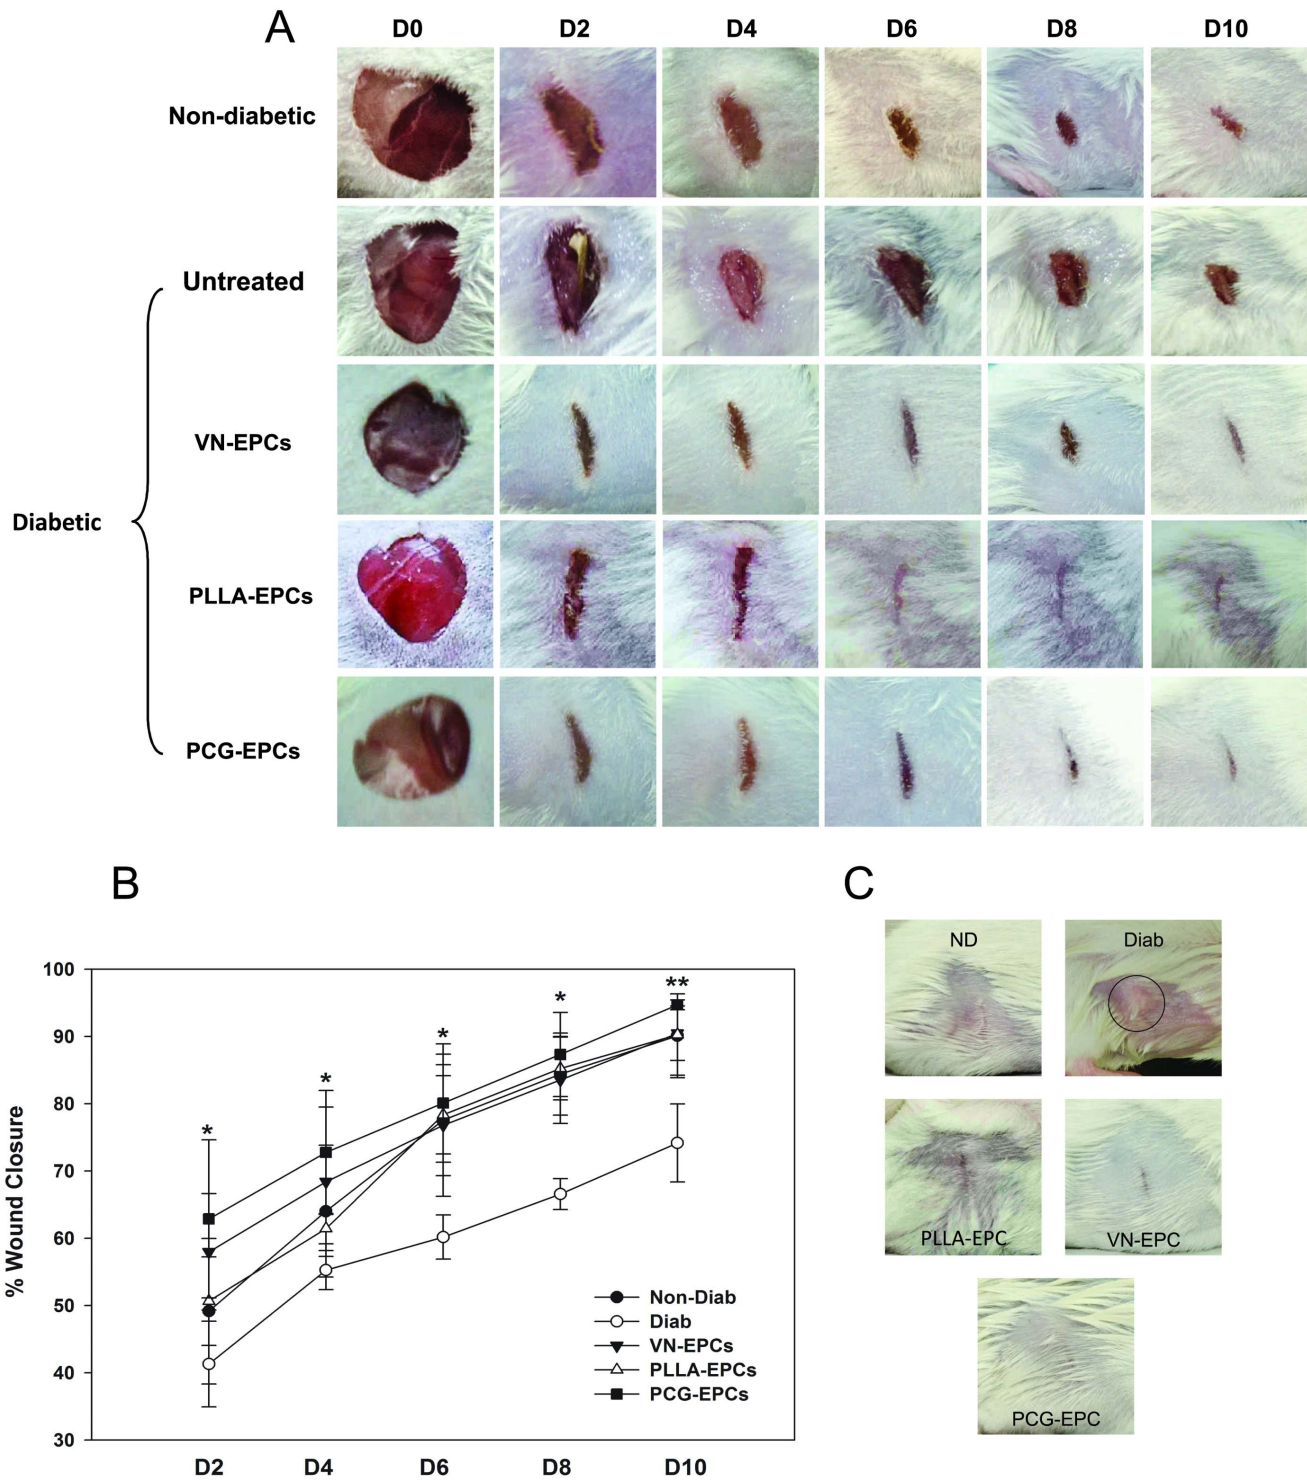 A
D0 D2 D4 D6 D8 D10
Non-diabetic
Untreated
VN-EPCs
Diabetic
PLLA-EPCs
PCG-EPCs
B
C
100
90
80
70
60
50
40
30
% Wound Closure
*
*
*
*
**
Non-Diab
Diab
VN-EPCs
PLLA-EPCs
PCG-EPCs
D2 D4 D6 D8 D10
ND
Diab
PLLA-EPC
VN-EPC
PCG-EPC